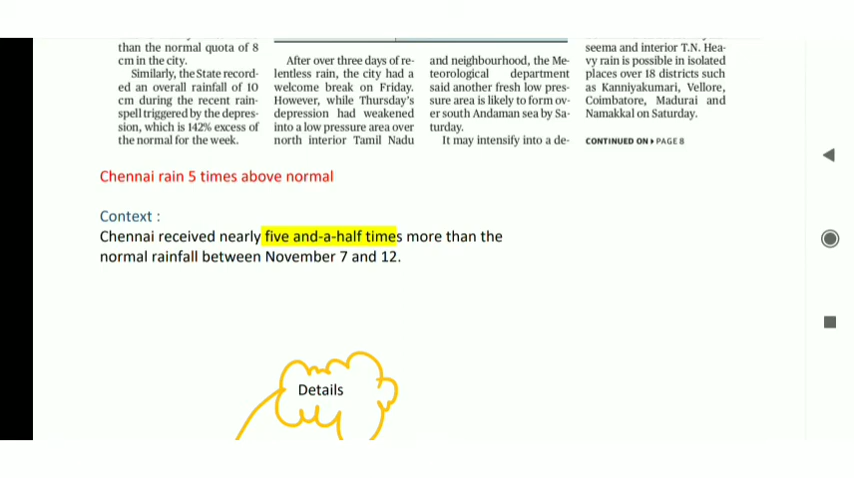 than the normal quota of 8
cm in the city.
Similarly, the State record-
ed an overall rainfall of 10
cm during the recent rain-
spell triggered by the depres-
sion, which is 142% excess of
the normal for the week.
After over three days of re-
lentless rain, the city had a
welcome break on Friday.
However, while Thursday's
depression had weakened
into a low pressure area over
north interior Tamil Nadu
and neighbourhood, the Me-
teorological department
said another fresh low pres-
sure area is likely to form ov-
er south Andaman sea by Sa-
turday.
It may intensify into a de-
seema and interior T.N. Hea-
vy rain is possible in isolated
places over 18 districts such
as Kanniyakumari, Vellore,
Coimbatore, Madurai and
Namakkal on Saturday.
CONTINUED ON ▸ PAGE 8
Chennai rain 5 times above normal
Context :
Chennai received nearly five and-a-half times more than the
normal rainfall between November 7 and 12.
Details